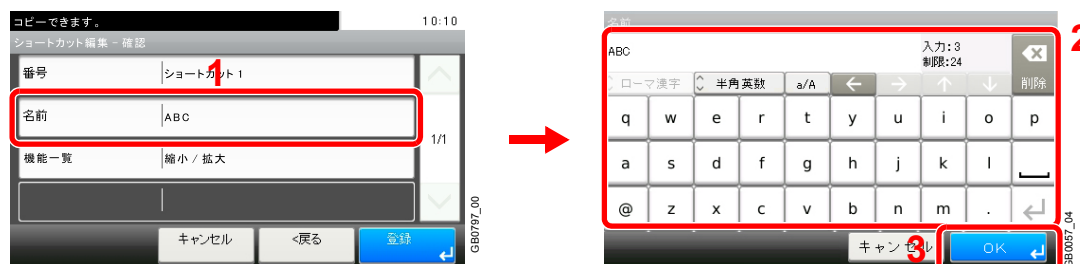 コピーできます。 10:10
ショートカット編集 - 確認
番号 ショートカット 1
1
名前 ABC
1/1
機能一覧 縮小 / 拡大
キャンセル <戻る 登録
GB0797_00
名前
2
ABC 入力:3
制限:24
ローマ漢字 半角英数 a/A ← → ↑ ↓ 削除
q w e r t y u i o p
a s d f g h j k l
@ z x c v b n m .
キャンセル OK
3
GB0057_04